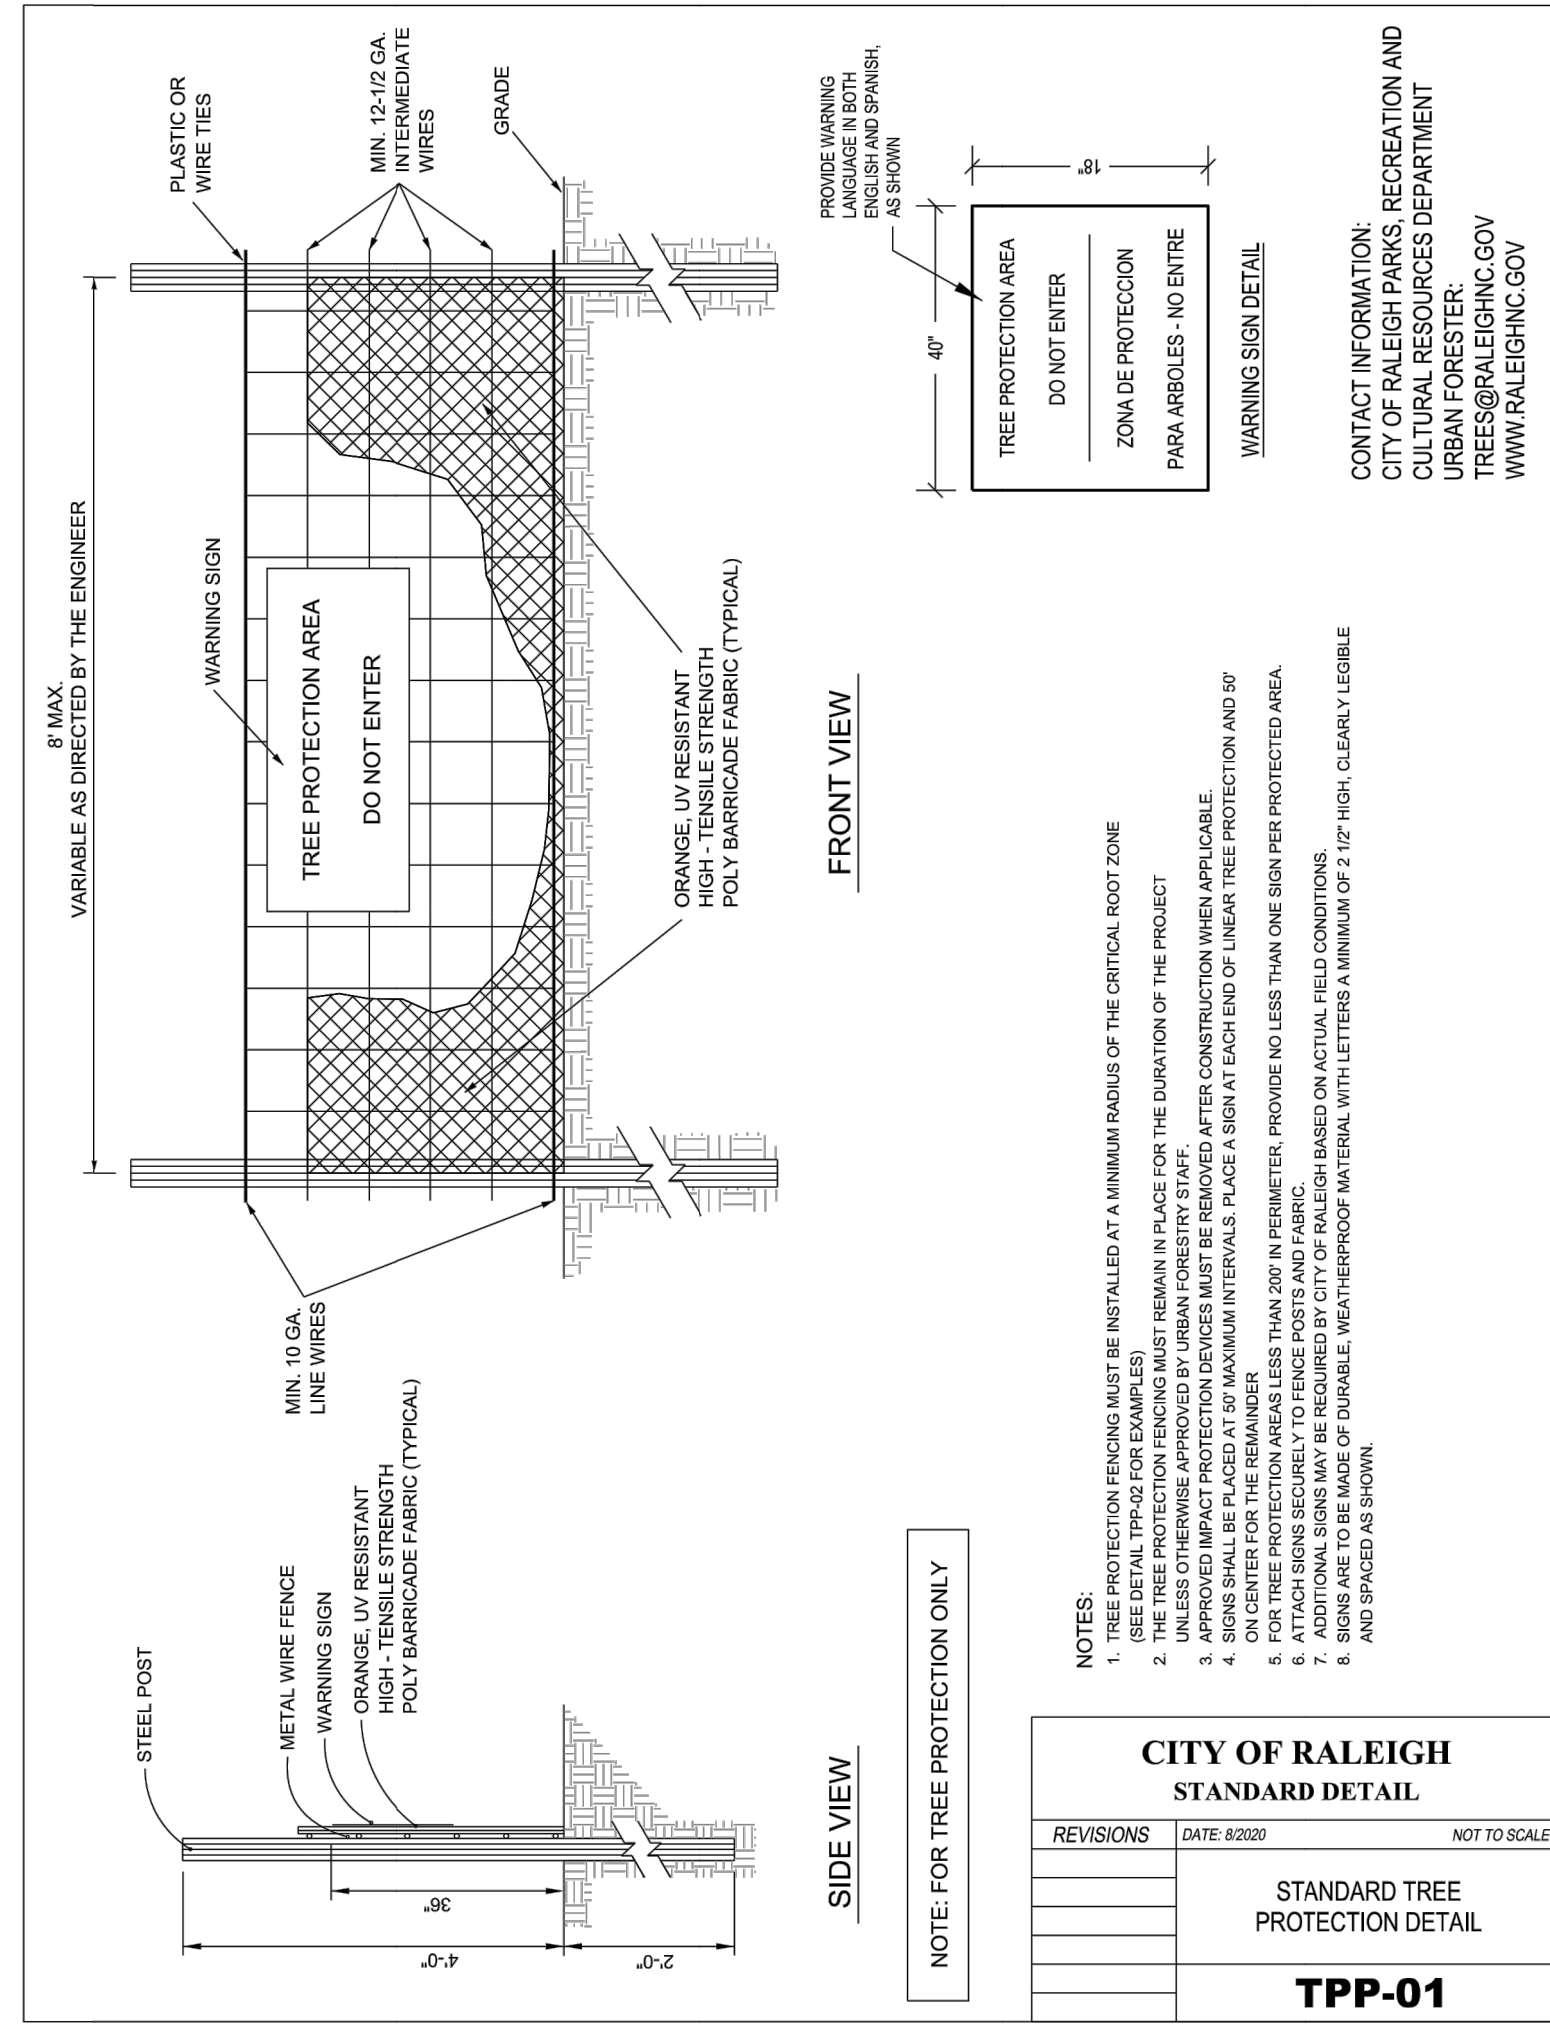 8' MAX.
VARIABLE AS DIRECTED BY THE ENGINEER
PLASTIC OR
WIRE TIES
MIN. 12-1/2 GA.
INTERMEDIATE
WIRES
GRADE
WARNING SIGN
TREE PROTECTION AREA
DO NOT ENTER
MIN. 10 GA.
LINE WIRES
ORANGE, UV RESISTANT
HIGH - TENSILE STRENGTH
POLY BARRICADE FABRIC (TYPICAL)
FRONT VIEW
STEEL POST
METAL WIRE FENCE
WARNING SIGN
ORANGE, UV RESISTANT
HIGH - TENSILE STRENGTH
POLY BARRICADE FABRIC (TYPICAL)
36"
4'-0"
2'-0"
SIDE VIEW
PROVIDE WARNING
LANGUAGE IN BOTH
ENGLISH AND SPANISH,
AS SHOWN
40"
18"
TREE PROTECTION AREA
DO NOT ENTER
ZONA DE PROTECCION
PARA ARBOLES - NO ENTRE
WARNING SIGN DETAIL
NOTE: FOR TREE PROTECTION ONLY
NOTES:
1. TREE PROTECTION FENCING MUST BE INSTALLED AT A MINIMUM RADIUS OF THE CRITICAL ROOT ZONE
(SEE DETAIL TPP-02 FOR EXAMPLES)
2. THE TREE PROTECTION FENCING MUST REMAIN IN PLACE FOR THE DURATION OF THE PROJECT
UNLESS OTHERWISE APPROVED BY URBAN FORESTRY STAFF.
3. APPROVED IMPACT PROTECTION DEVICES MUST BE REMOVED AFTER CONSTRUCTION WHEN APPLICABLE.
4. SIGNS SHALL BE PLACED AT 50' MAXIMUM INTERVALS. PLACE A SIGN AT EACH END OF LINEAR TREE PROTECTION AND 50'
ON CENTER FOR THE REMAINDER
5. FOR TREE PROTECTION AREAS LESS THAN 200' IN PERIMETER, PROVIDE NO LESS THAN ONE SIGN PER PROTECTED AREA.
6. ATTACH SIGNS SECURELY TO FENCE POSTS AND FABRIC.
7. ADDITIONAL SIGNS MAY BE REQUIRED BY CITY OF RALEIGH BASED ON ACTUAL FIELD CONDITIONS.
8. SIGNS ARE TO BE MADE OF DURABLE, WEATHERPROOF MATERIAL WITH LETTERS A MINIMUM OF 2 1/2" HIGH, CLEARLY LEGIBLE
AND SPACED AS SHOWN.
CONTACT INFORMATION:
CITY OF RALEIGH PARKS, RECREATION AND
CULTURAL RESOURCES DEPARTMENT
URBAN FORESTER:
TREES@RALEIGHNC.GOV
WWW.RALEIGHNC.GOV
CITY OF RALEIGH
STANDARD DETAIL
REVISIONS
DATE: 8/2020
NOT TO SCALE
STANDARD TREE
PROTECTION DETAIL
TPP-01